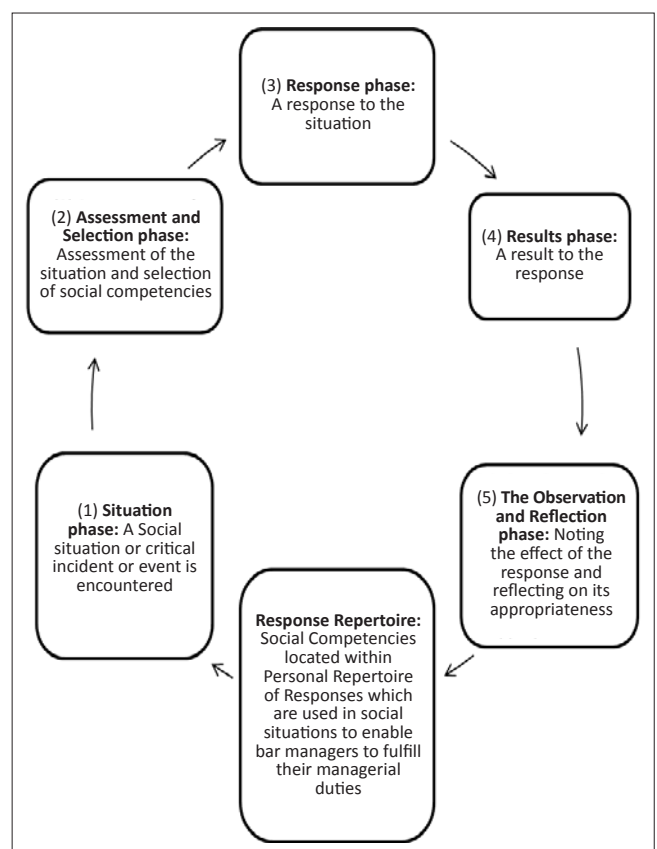 (3) Response phase:
A response to the
situation
(2) Assessment and
Selection phase:
Assessment of the
situation and selection
of social competencies
(4) Results phase:
A result to the
response
(1) Situation
phase: A Social
situation or critical
incident or event is
encountered
(5) The Observation
and Reflection
phase: Noting
the effect of the
response and
reflecting on its
appropriateness
Response Repertoire:
Social Competencies
located within
Personal Repertoire
of Responses which
are used in social
situations to enable
bar managers to fulfill
their managerial
duties